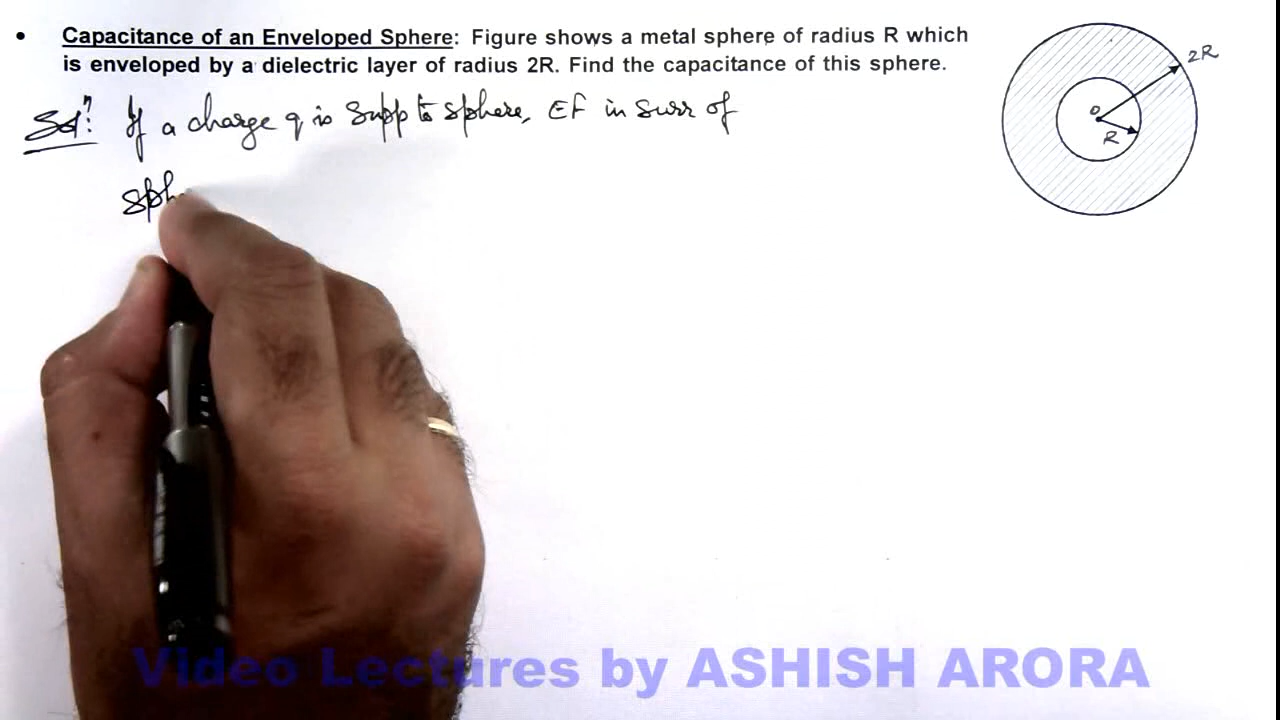 • Capacitance of an Enveloped Sphere: Figure shows a metal sphere of radius R which
is enveloped by a dielectric layer of radius 2R. Find the capacitance of this sphere.
Solⁿ: If a charge q is supp to sphere, EF in surr of
sphe
2R
O
R
Video Lectures by ASHISH ARORA